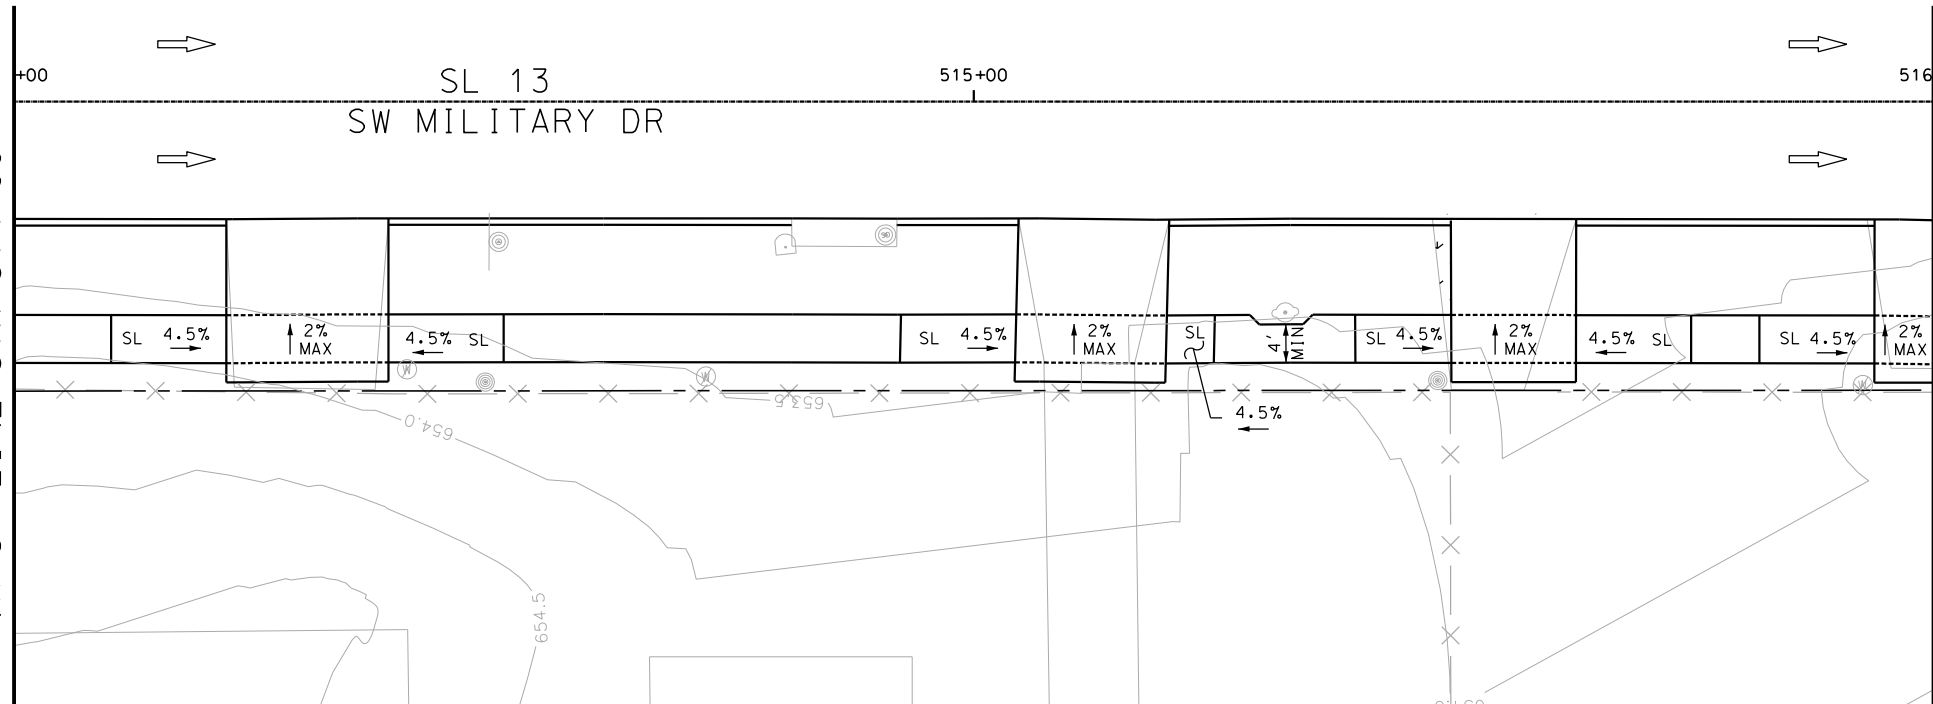 +00
515+00
516
SL 13
SW MILITARY DR
SL 4.5%
2%
MAX
4.5% SL
SL 4.5%
2%
MAX
SL
4.5%
4'
MIN
SL 4.5%
2%
MAX
4.5% SL
SL 4.5%
2%
MAX
W
W
W
653.5
654.0
654.5